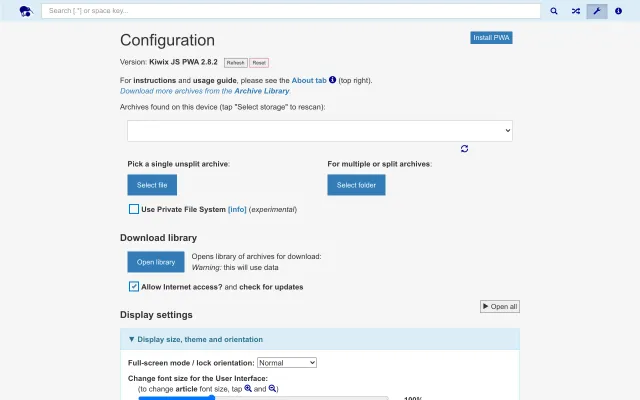 Search [ *] or space key...
Configuration
Install PWA
Version: Kiwix JS PWA 2.8.2 Refresh Reset
For instructions and usage guide, please see the About tab (top right).
Download more archives from the Archive Library.
Archives found on this device (tap "Select storage" to rescan):
Pick a single unsplit archive:
For multiple or split archives:
Select file
Select folder
Use Private File System [info] (experimental)
Download library
Open library
Opens library of archives for download:
Warning: this will use data
Allow Internet access? and check for updates
Display settings
▶ Open all
▼ Display size, theme and orientation
Full-screen mode / lock orientation: Normal
Change font size for the User Interface:
(to change article font size, tap and )
100%